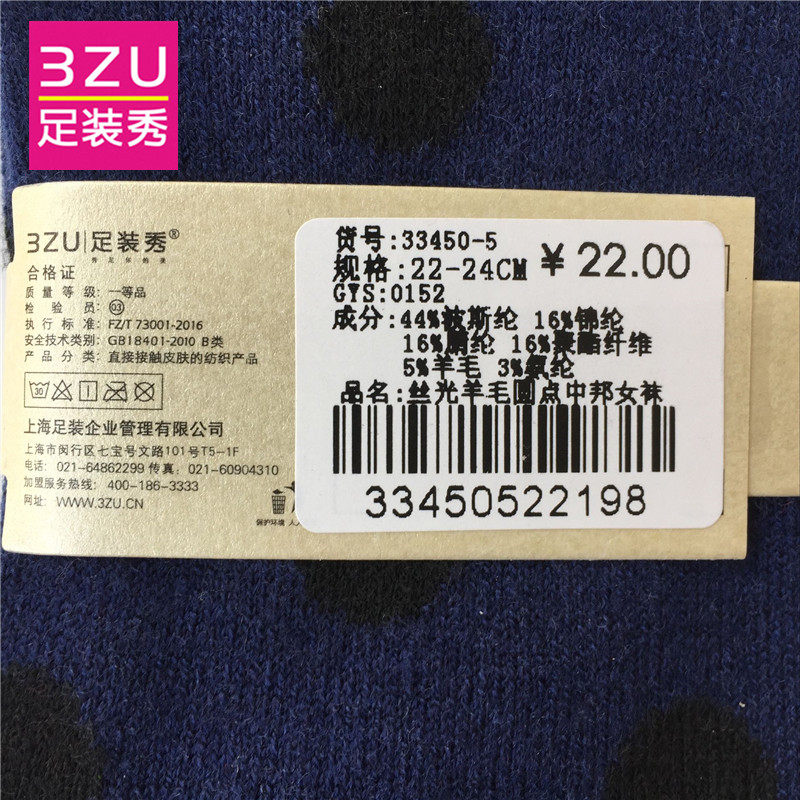 3ZU
足装秀
3ZU|足装秀®
合格证
质量等级: 一等品
检验员: 03
执行标准: FZ/T 73001-2016
安全技术类别: GB18401-2010 B类
产品分类: 直接接触皮肤的纺织产品
30
上海足装企业管理有限公司
上海市闵行区七宝号文路101号T5-1F
电话: 021-64862299 传真: 021-60904310
加盟服务热线: 400-186-3333
网址: WWW.3ZU.CN
保护环境 人人
货号:33450-5
规格:22-24CM ¥22.00
GYS:0152
成分:44%被斯纶 16%锦纶
16%腈纶 16%聚酯纤维
5%羊毛 3%氨纶
品名:丝光羊毛圆点中邦女袜
33450522198